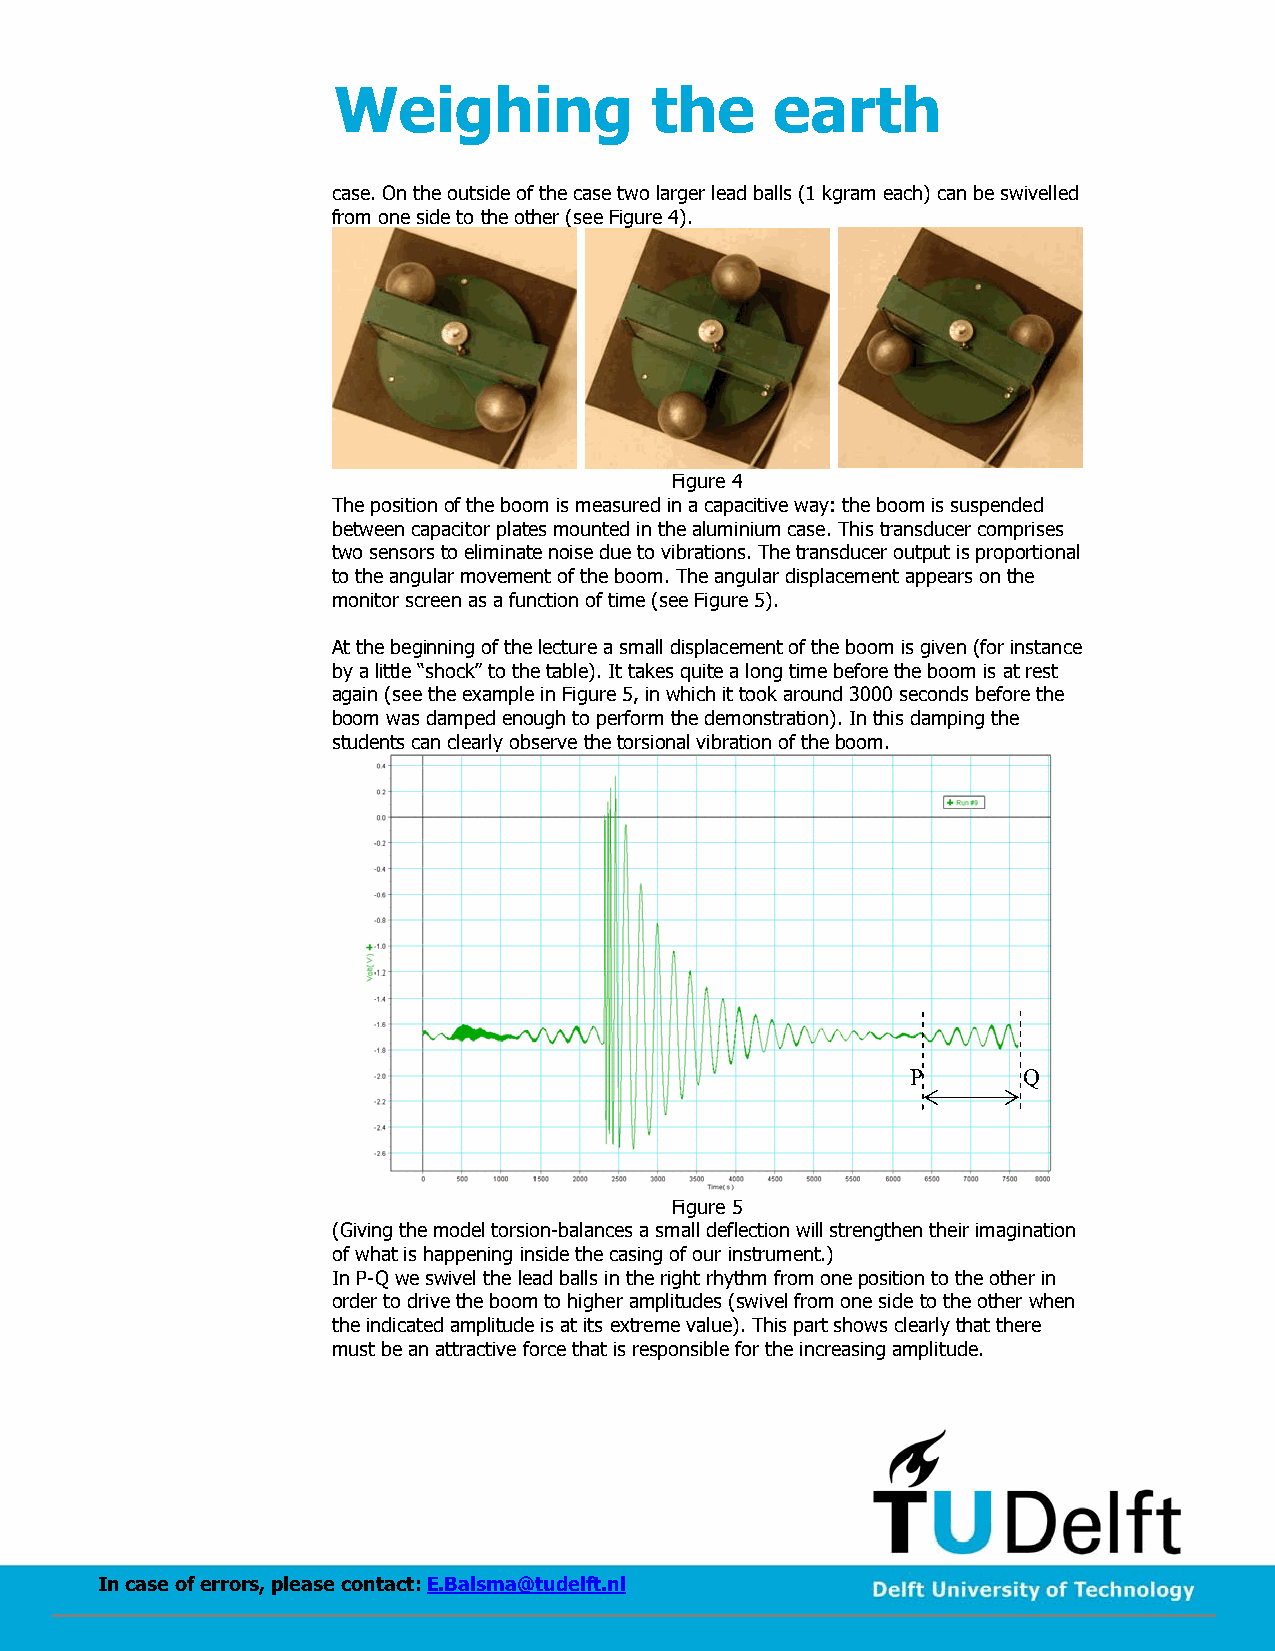 Weighing the earth
case. On the outside of the case two larger lead balls (1 kgram each) can be swivelled
from one side to the other (see Figure 4).
Figure 4
The position of the boom is measured in a capacitive way: the boom is suspended
between capacitor plates mounted in the aluminium case. This transducer comprises
two sensors to eliminate noise due to vibrations. The transducer output is proportional
to the angular movement of the boom. The angular displacement appears on the
monitor screen as a function of time (see Figure 5).
At the beginning of the lecture a small displacement of the boom is given (for instance
by a little “shock” to the table). It takes quite a long time before the boom is at rest
again (see the example in Figure 5, in which it took around 3000 seconds before the
boom was damped enough to perform the demonstration). In this damping the
students can clearly observe the torsional vibration of the boom.
0.4
0.2
Run #9
0.0
-0.2
-0.4
-0.6
-0.8
-1.0
Volt( V )
-1.2
-1.4
-1.6
-1.8
-2.0
P Q
-2.2
-2.4
-2.6
0 500 1000 1500 2000 2500 3000 3500 4000 4500 5000 5500 6000 6500 7000 7500 8000
Time( s )
Figure 5
(Giving the model torsion-balances a small deflection will strengthen their imagination
of what is happening inside the casing of our instrument.)
In P-Q we swivel the lead balls in the right rhythm from one position to the other in
order to drive the boom to higher amplitudes (swivel from one side to the other when
the indicated amplitude is at its extreme value). This part shows clearly that there
must be an attractive force that is responsible for the increasing amplitude.
TUDelft
In case of errors, please contact: E.Balsma@tudelft.nl
Delft University of Technology